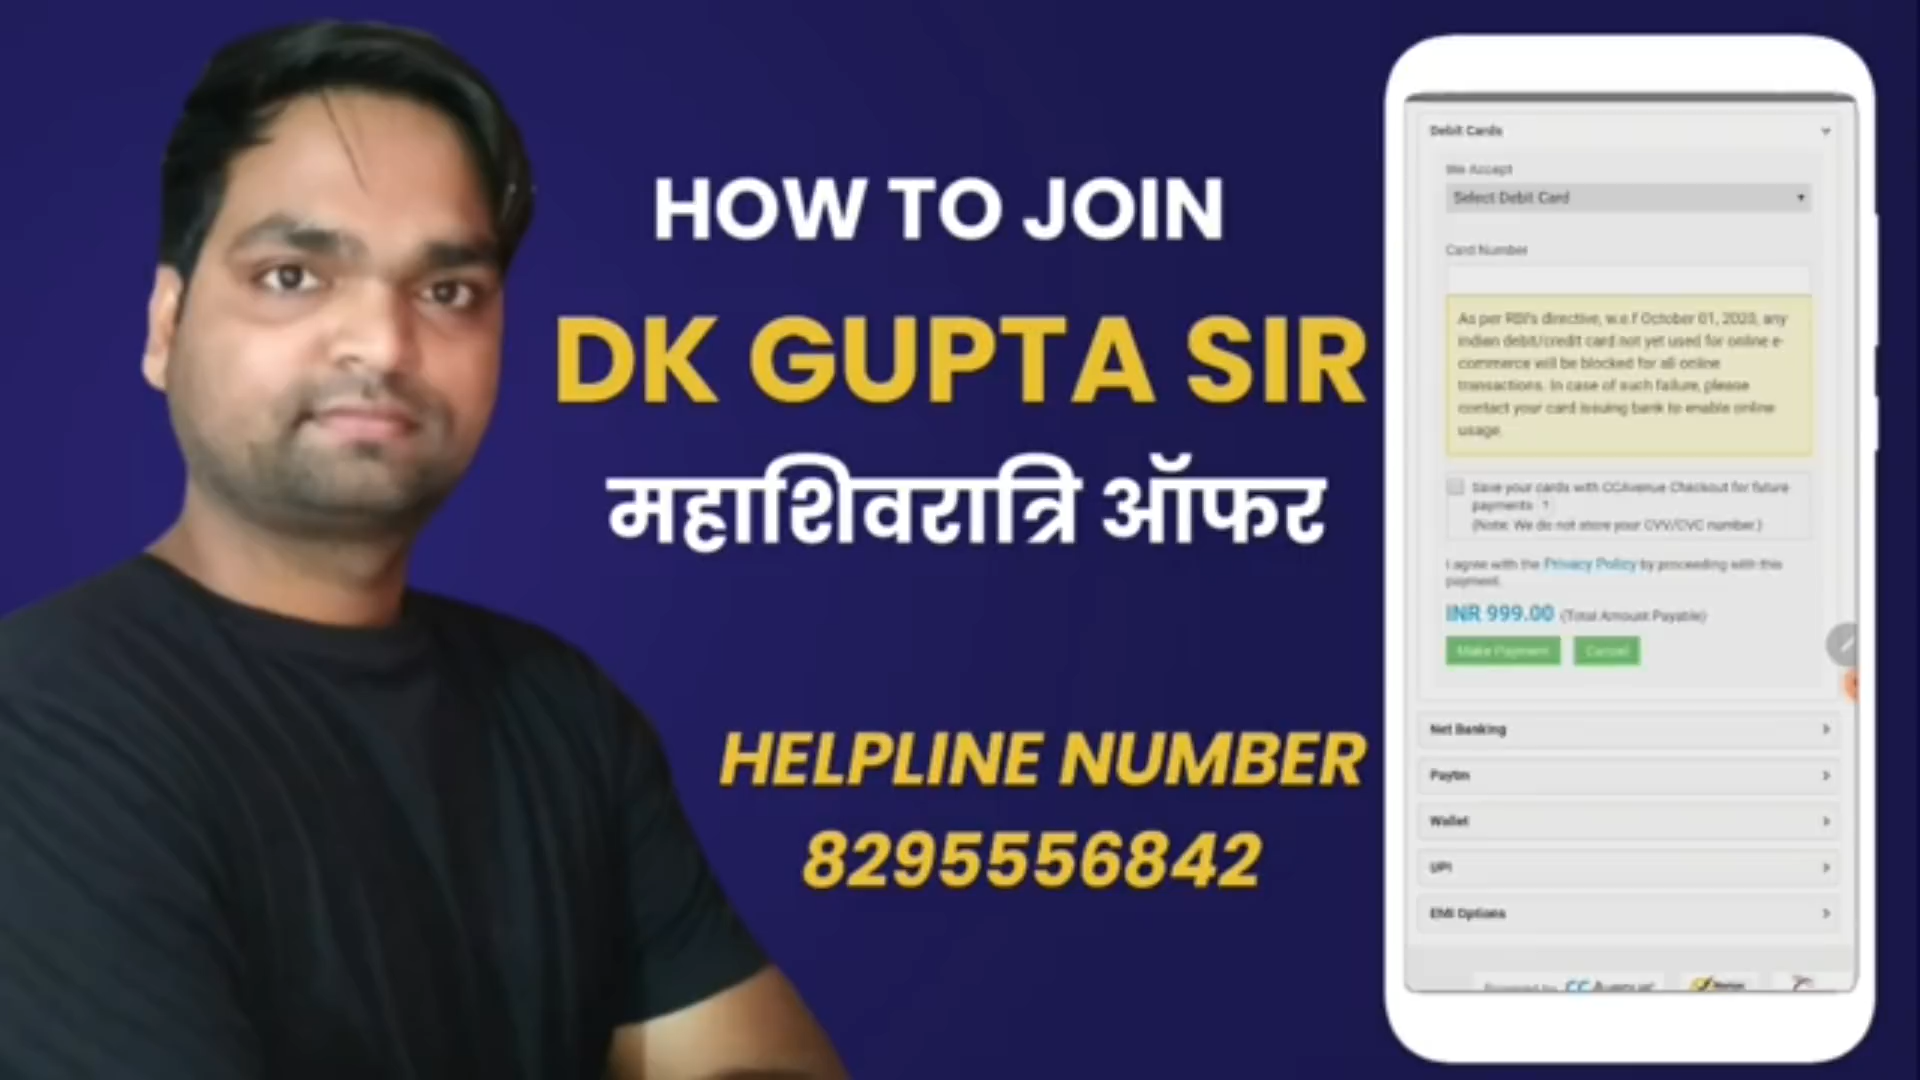 HOW TO JOIN
DK GUPTA SIR
महाशिवरात्रि ऑफर
HELPLINE NUMBER
8295556842
Debit Cards
We Accept
Select Debit Card
Card Number
As per RBI's directive, w.e.f October 01, 2020, any
indian debit/credit card not yet used for online e-
commerce will be blocked for all online
transactions. In case of such failure, please
contact your card issuing bank to enable online
usage.
Save your cards with CCAvenue Checkout for future
payments ?
(Note: We do not store your CVV/CVC number.)
I agree with the Privacy Policy by proceeding with this
payment.
INR 999.00 (Total Amount Payable)
Make Payment Cancel
Net Banking
Paytm
Wallet
UPI
EMI Options
Powered by CCAvenue